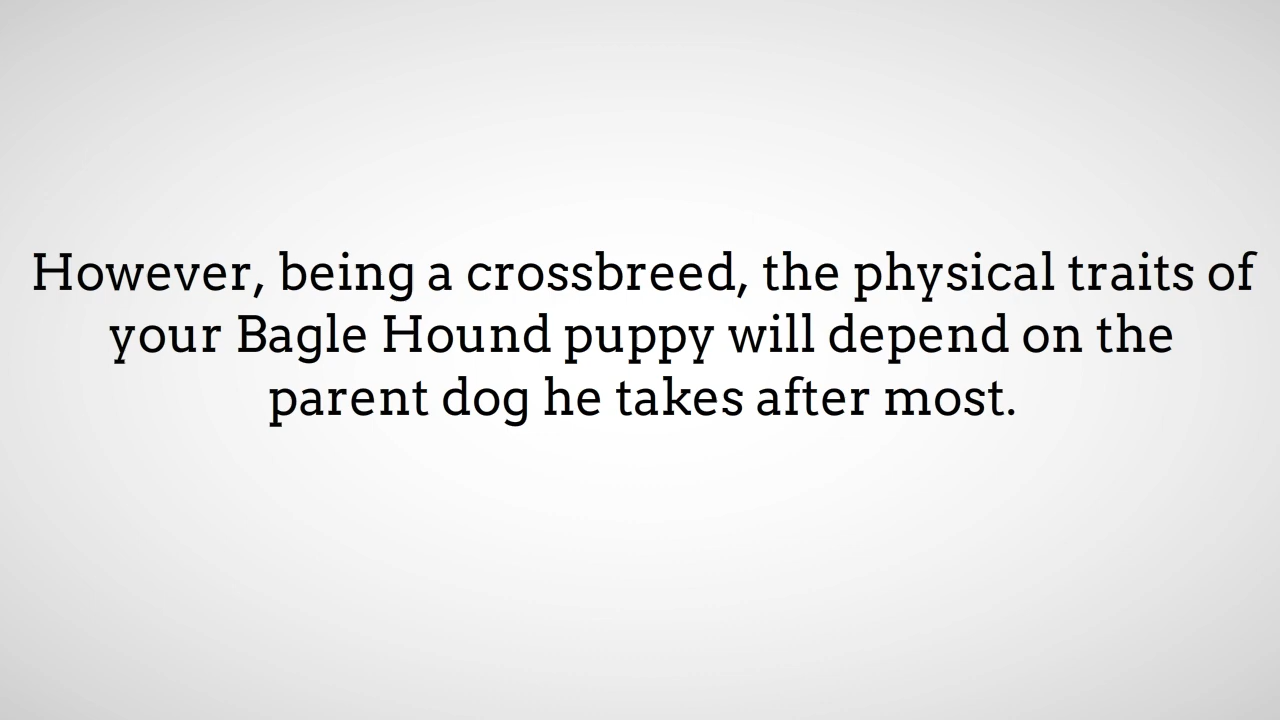 However, being a crossbreed, the physical traits of
your Bagle Hound puppy will depend on the
parent dog he takes after most.